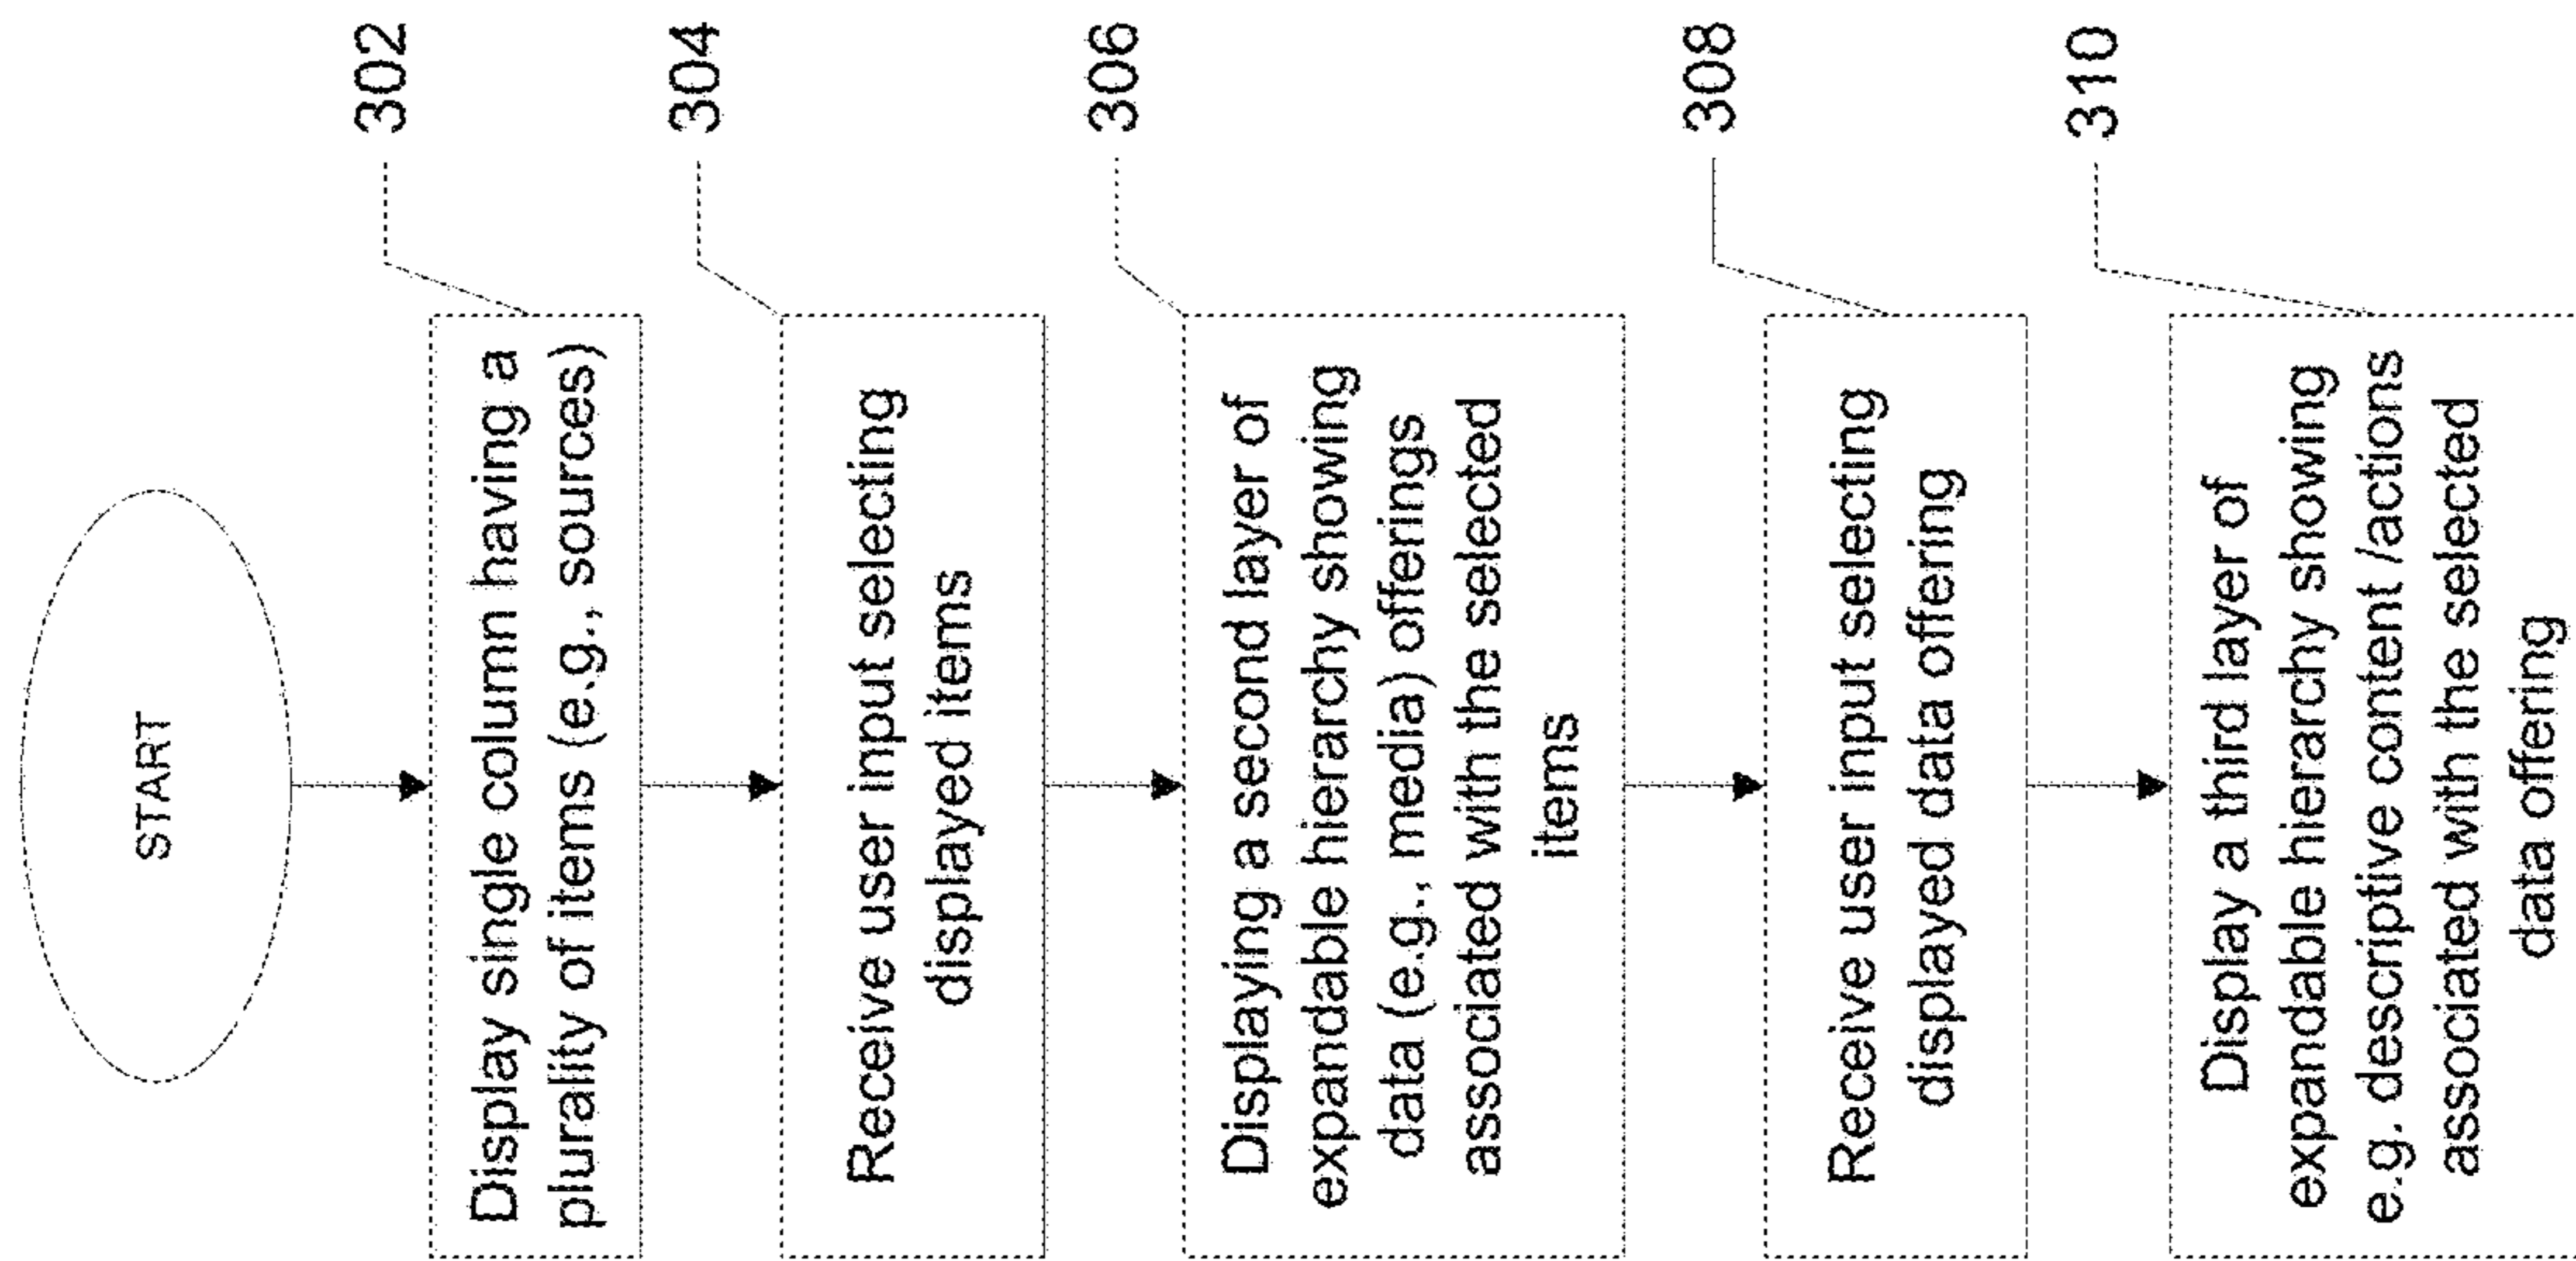 START
302
Display single column having a
plurality of items (e.g., sources)
304
Receive user input selecting
displayed items
306
Displaying a second layer of
expandable hierarchy showing
data (e.g., media) offerings
associated with the selected
items
308
Receive user input selecting
displayed data offering
310
Display a third layer of
expandable hierarchy showing
e.g. descriptive content /actions
associated with the selected
data offering